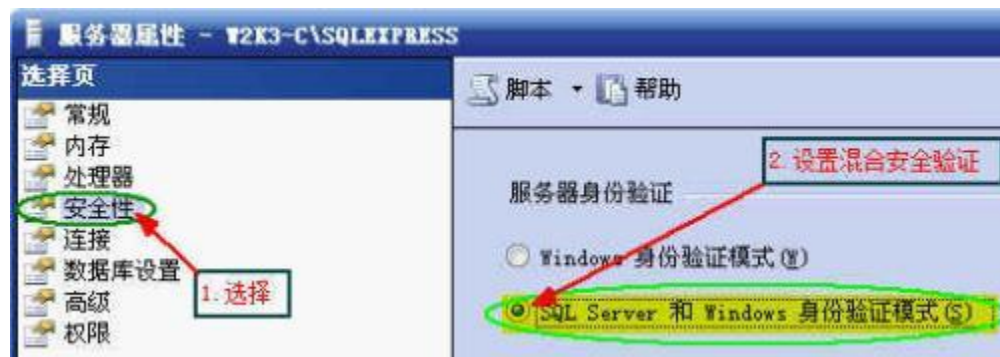 服务器属性 - W2K3-C\SQLEXPRESS
选择页
常规
内存
处理器
安全性
连接
数据库设置
高级
权限
1.选择
脚本
帮助
2.设置混合安全验证
服务器身份验证
Windows 身份验证模式(W)
SQL Server 和 Windows 身份验证模式(S)